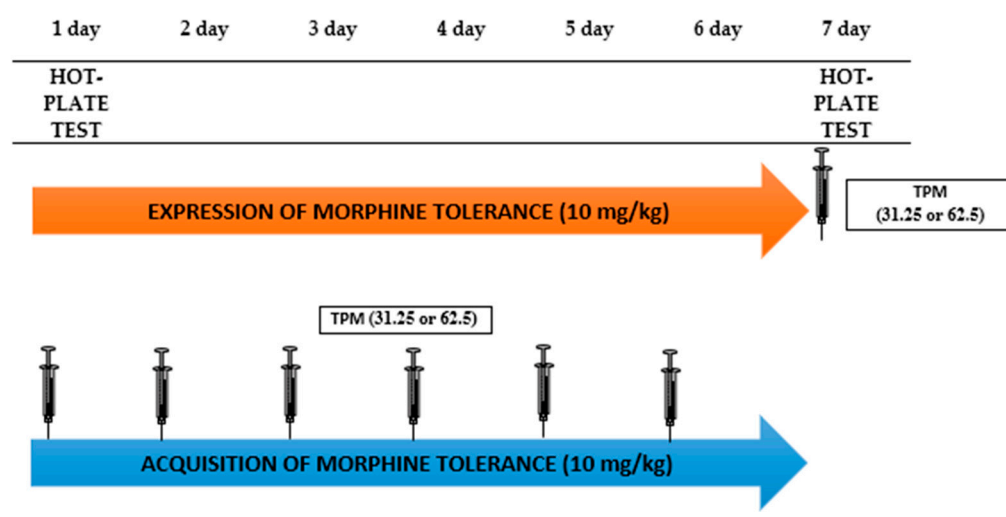 1 day 2 day 3 day 4 day 5 day 6 day 7 day
HOT- HOT-
PLATE PLATE
TEST TEST
EXPRESSION OF MORPHINE TOLERANCE (10 mg/kg)
TPM
(31.25 or 62.5)
TPM (31.25 or 62.5)
ACQUISITION OF MORPHINE TOLERANCE (10 mg/kg)